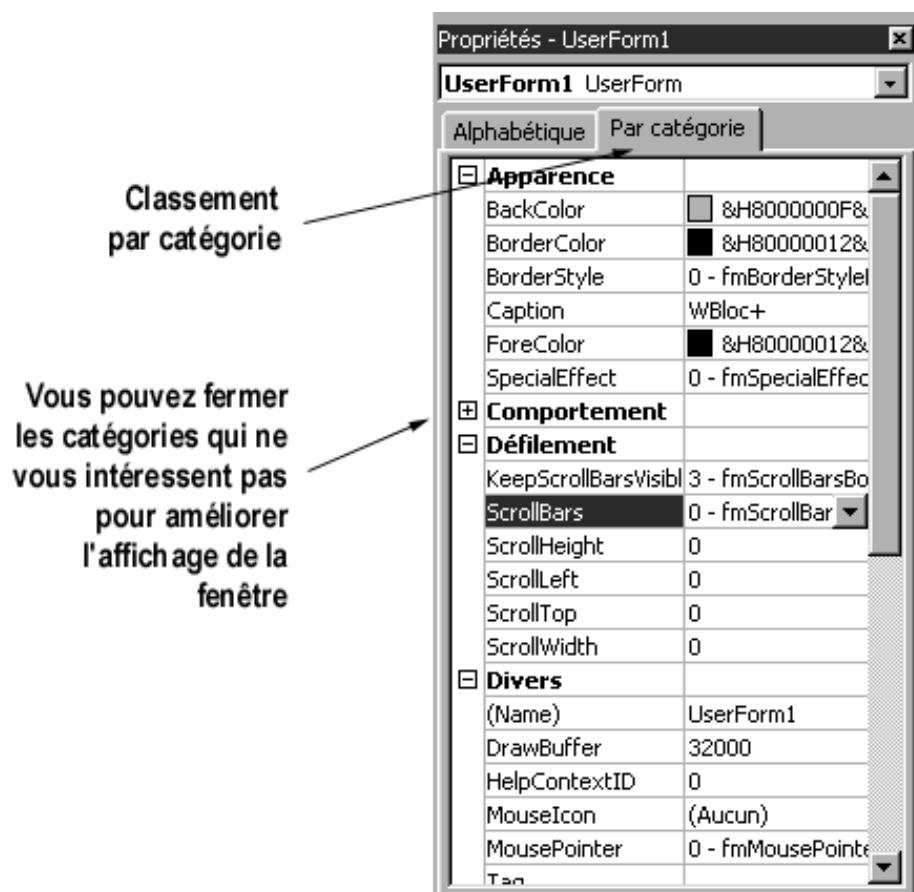 Propriétés - UserForm1
UserForm1 UserForm
Alphabétique Par catégorie
Classement
par catégorie
Vous pouvez fermer
les catégories qui ne
vous intéressent pas
pour améliorer
l'affichage de la
fenêtre
Apparence
BackColor &H8000000F&
BorderColor &H80000012&
BorderStyle 0 - fmBorderStyle
Caption WBloc+
ForeColor &H80000012&
SpecialEffect 0 - fmSpecialEffec
Comportement
Défilement
KeepScrollBarsVisibl 3 - fmScrollBarsBo
ScrollBars 0 - fmScrollBar
ScrollHeight 0
ScrollLeft 0
ScrollTop 0
ScrollWidth 0
Divers
(Name) UserForm1
DrawBuffer 32000
HelpContextID 0
MouseIcon (Aucun)
MousePointer 0 - fmMousePointe
Tag